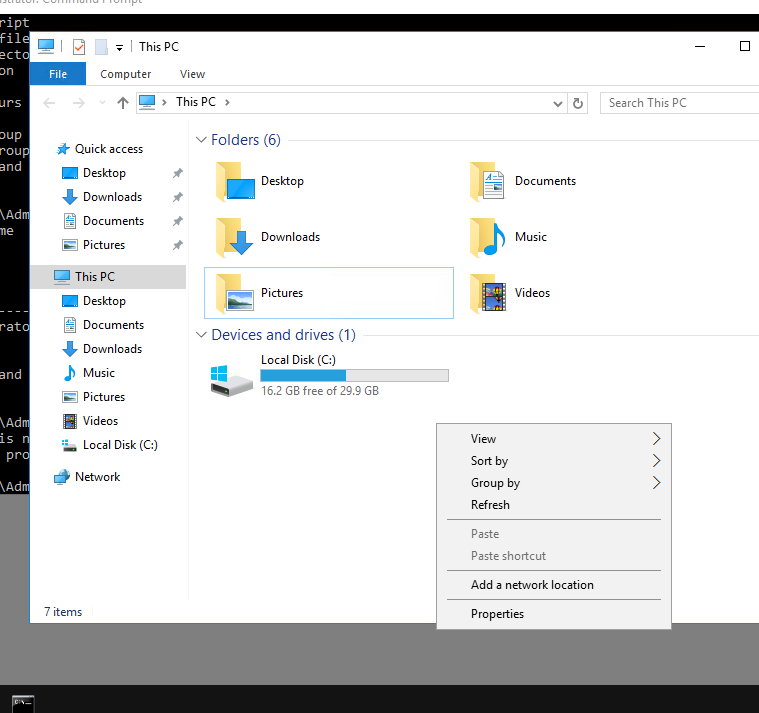 Administrator: Command Prompt
ript
file
This PC
ecto
on
File Computer View
urs
This PC
Search This PC
oup
roup
and
\Adm
me
Quick access
Desktop
Downloads
Documents
Pictures
This PC
Desktop
Documents
Downloads
Music
Pictures
Videos
Local Disk (C:)
Network
-----
rato
and
\Adm
is n
pro
\Adm
Folders (6)
Desktop
Documents
Downloads
Music
Pictures
Videos
Devices and drives (1)
Local Disk (C:)
16.2 GB free of 29.9 GB
View
Sort by
Group by
Refresh
Paste
Paste shortcut
Add a network location
Properties
7 items